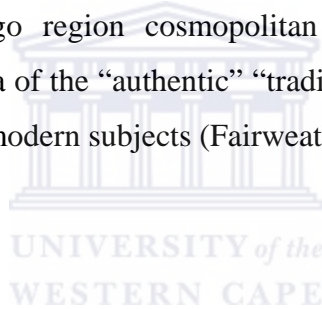 go region cosmopolitan
a of the “authentic” “tradi
modern subjects (Fairweat
UNIVERSITY of the
WESTERN CAPE